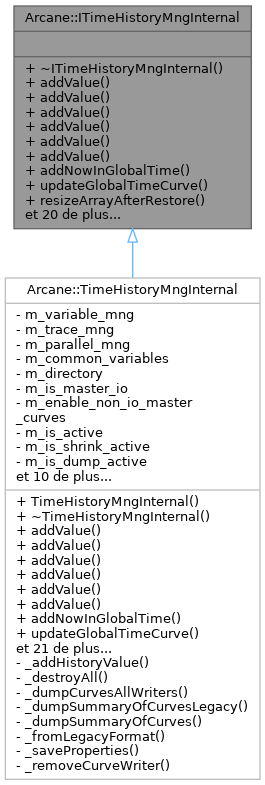 Arcane::ITimeHistoryMngInternal
+ ~ITimeHistoryMngInternal()
+ addValue()
+ addValue()
+ addValue()
+ addValue()
+ addValue()
+ addValue()
+ addNowInGlobalTime()
+ updateGlobalTimeCurve()
+ resizeArrayAfterRestore()
et 20 de plus...
Arcane::TimeHistoryMngInternal
- m_variable_mng
- m_trace_mng
- m_parallel_mng
- m_common_variables
- m_directory
- m_is_master_io
- m_enable_non_io_master
_curves
- m_is_active
- m_is_shrink_active
- m_is_dump_active
et 10 de plus...
+ TimeHistoryMngInternal()
+ ~TimeHistoryMngInternal()
+ addValue()
+ addValue()
+ addValue()
+ addValue()
+ addValue()
+ addValue()
+ addNowInGlobalTime()
+ updateGlobalTimeCurve()
et 21 de plus...
- _addHistoryValue()
- _destroyAll()
- _dumpCurvesAllWriters()
- _dumpSummaryOfCurvesLegacy()
- _dumpSummaryOfCurves()
- _fromLegacyFormat()
- _saveProperties()
- _removeCurveWriter()